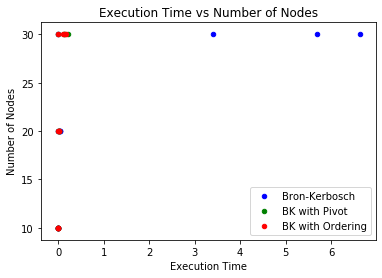 Execution Time vs Number of Nodes
Number of Nodes
30
25
20
15
10
Bron-Kerbosch
BK with Pivot
BK with Ordering
0 1 2 3 4 5 6
Execution Time